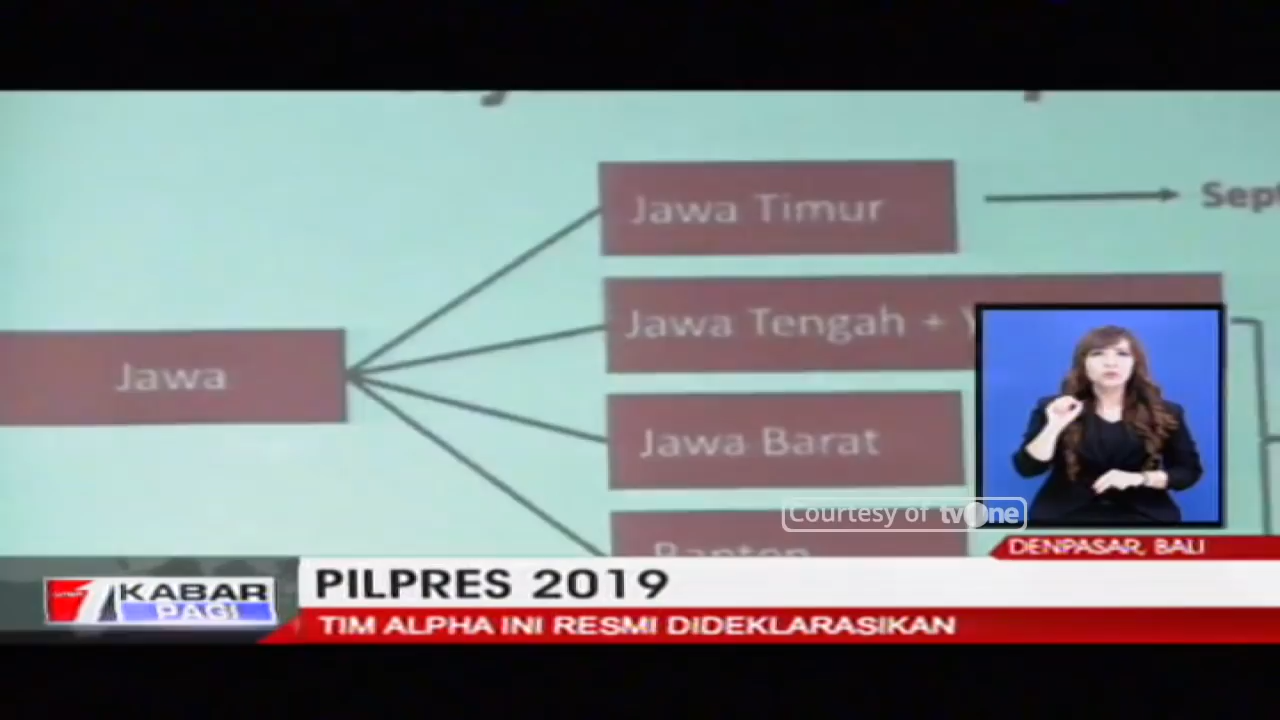 Jawa Timur
Sept
Jawa Tengah +
Jawa
Jawa Barat
Banten
Courtesy of tvOne
DENPASAR, BALI
KABAR
PAGI
PILPRES 2019
TIM ALPHA INI RESMI DIDEKLARASIKAN